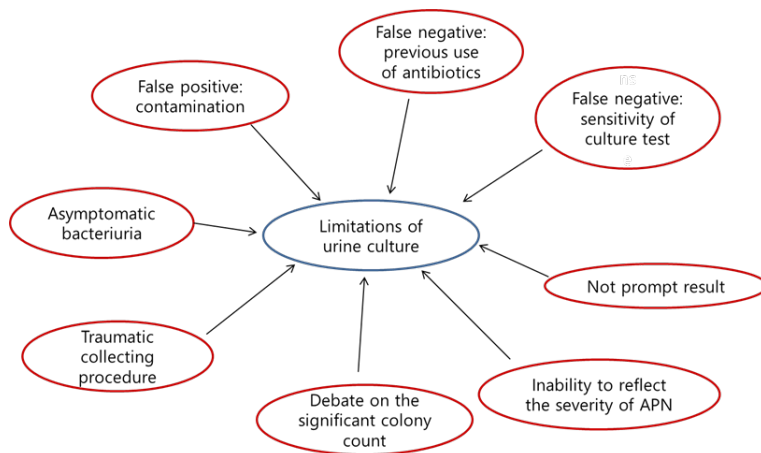 False negative:
previous use
of antibiotics
False positive:
contamination
False negative:
sensitivity of
culture test
Asymptomatic
bacteriuria
Limitations of
urine culture
Not prompt result
Traumatic
collecting
procedure
Debate on the
significant colony
count
Inability to reflect
the severity of APN